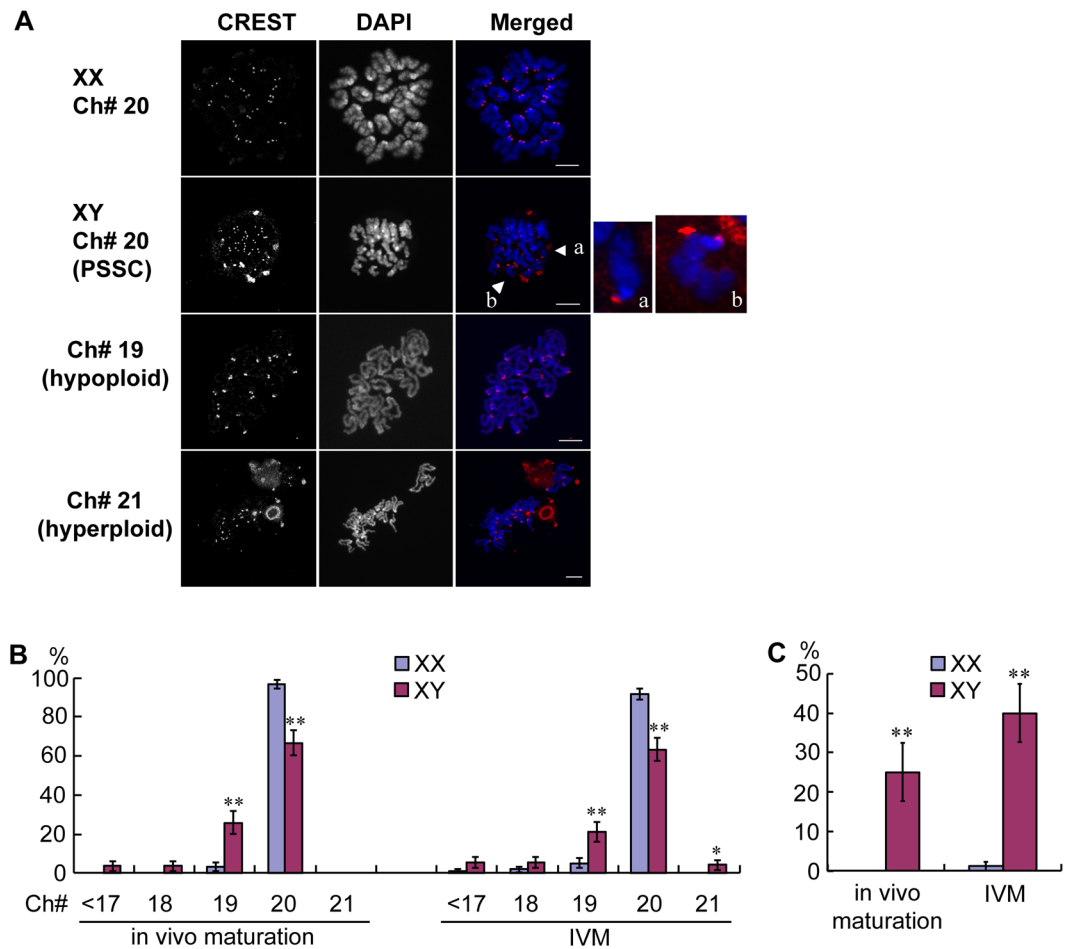 A
CREST DAPI Merged
XX
Ch# 20
XY
Ch# 20
(PSSC)
a
b
a
b
Ch# 19
(hypoploid)
Ch# 21
(hyperploid)
B
%
XX
XY
100
80
60
40
20
0
** ** ** ** *
Ch# <17 18 19 20 21 <17 18 19 20 21
in vivo maturation IVM
C
%
XX
XY
50
40
30
20
10
0
** **
in vivo IVM
maturation